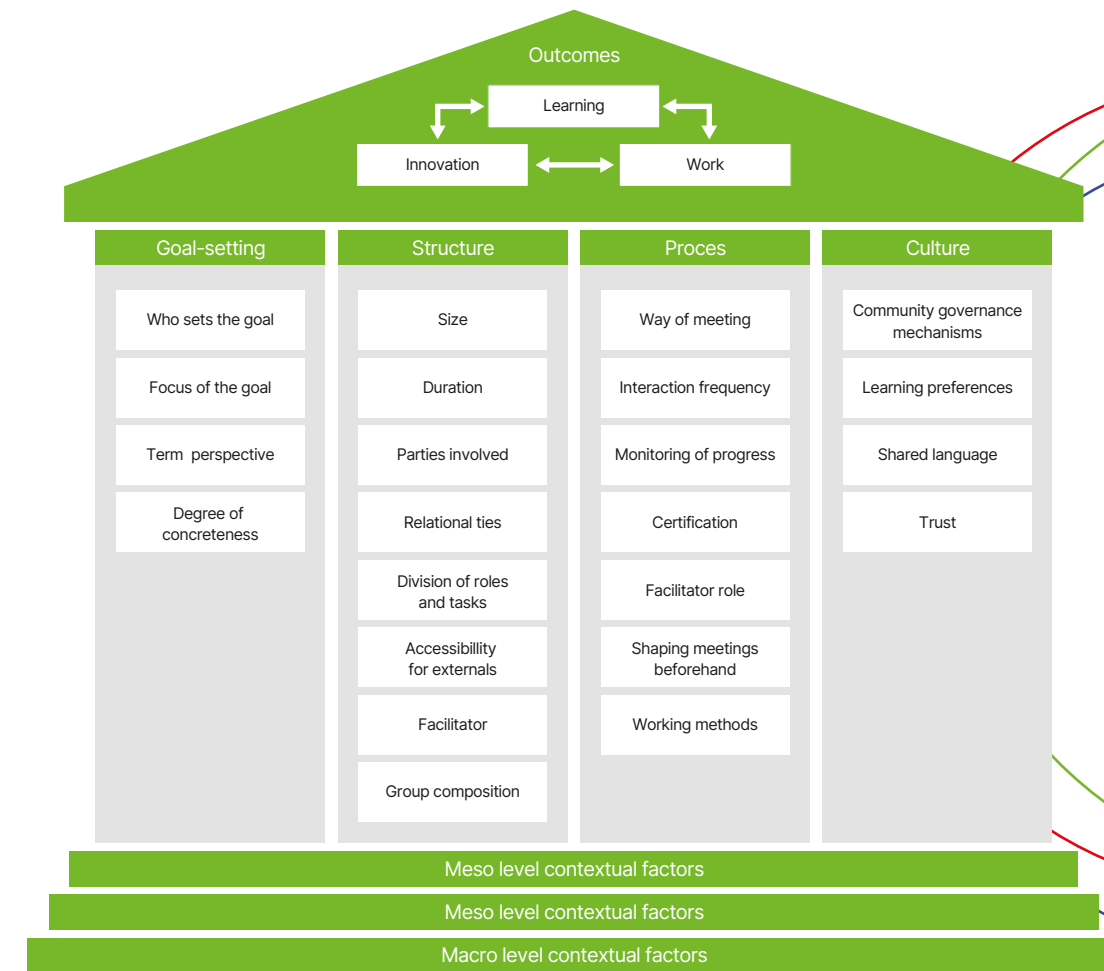 Outcomes
Learning
Innovation
Work
Goal-setting
Who sets the goal
Focus of the goal
Term perspective
Degree of
concreteness
Structure
Size
Duration
Parties involved
Relational ties
Division of roles
and tasks
Accessibillity
for externals
Facilitator
Group composition
Proces
Way of meeting
Interaction frequency
Monitoring of progress
Certification
Facilitator role
Shaping meetings
beforehand
Working methods
Culture
Community governance
mechanisms
Learning preferences
Shared language
Trust
Meso level contextual factors
Meso level contextual factors
Macro level contextual factors